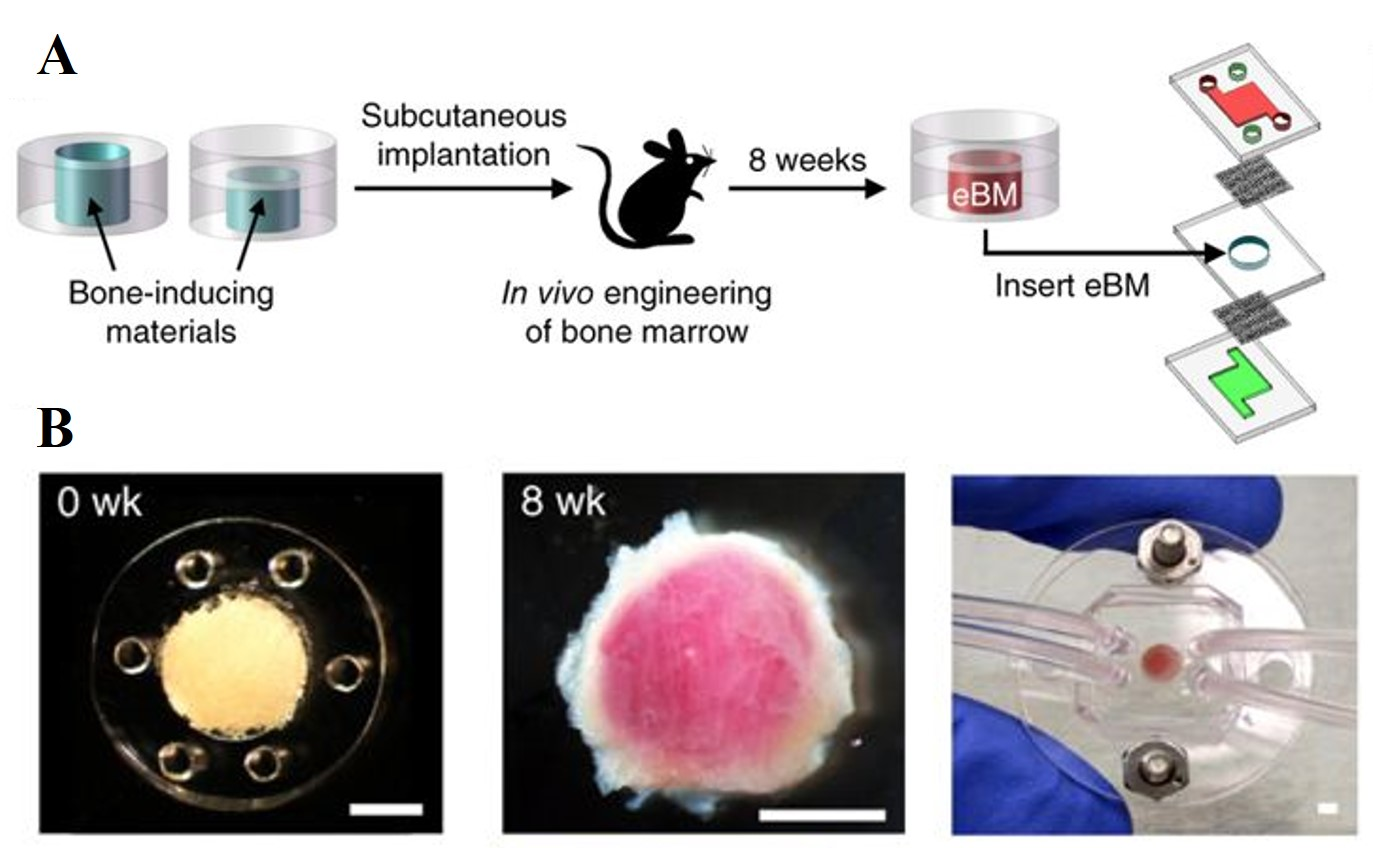 A
Subcutaneous
implantation
8 weeks
eBM
Bone-inducing
materials
In vivo engineering
of bone marrow
Insert eBM
B
0 wk
8 wk